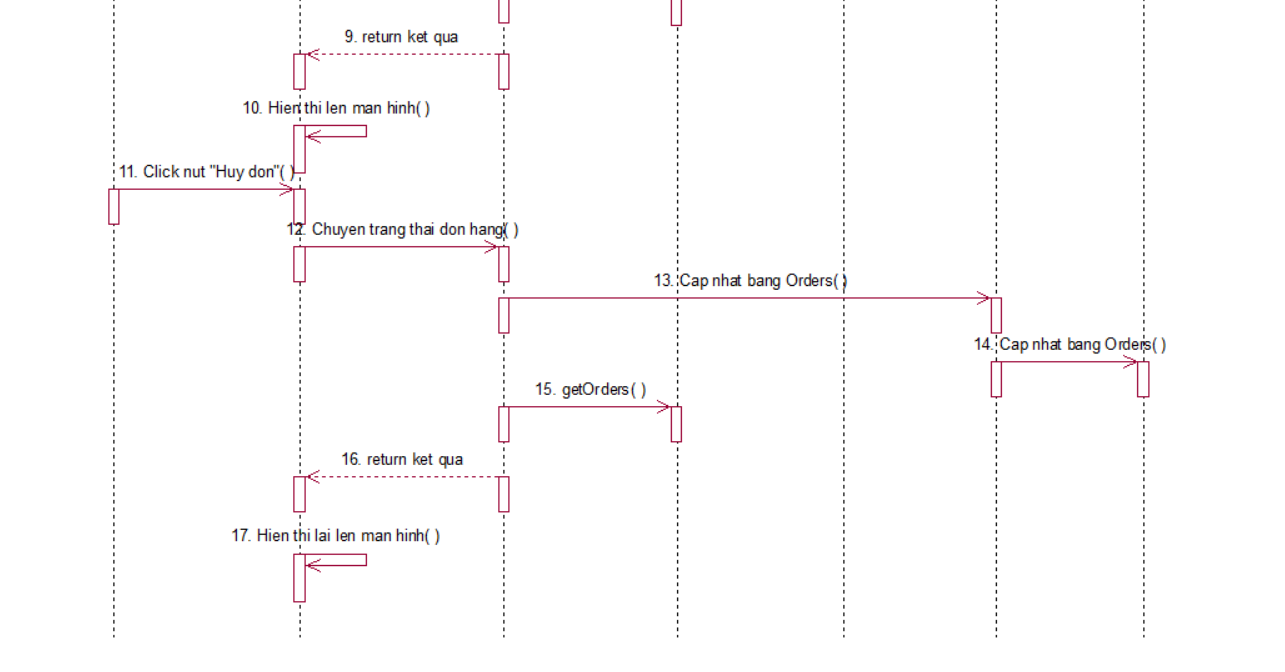 9. return ket qua
10. Hien thi len man hinh( )
11. Click nut "Huy don"( )
12. Chuyen trang thai don hang( )
13. Cap nhat bang Orders( )
14. Cap nhat bang Orders( )
15. getOrders( )
16. return ket qua
17. Hien thi lai len man hinh( )